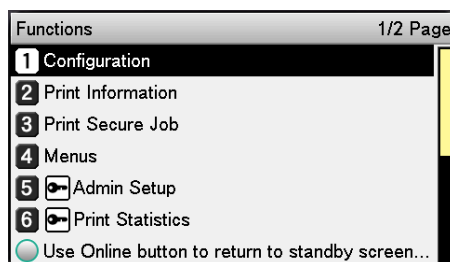 Functions 1/2 Page
1 Configuration
2 Print Information
3 Print Secure Job
4 Menus
5 Admin Setup
6 Print Statistics
Use Online button to return to standby screen...